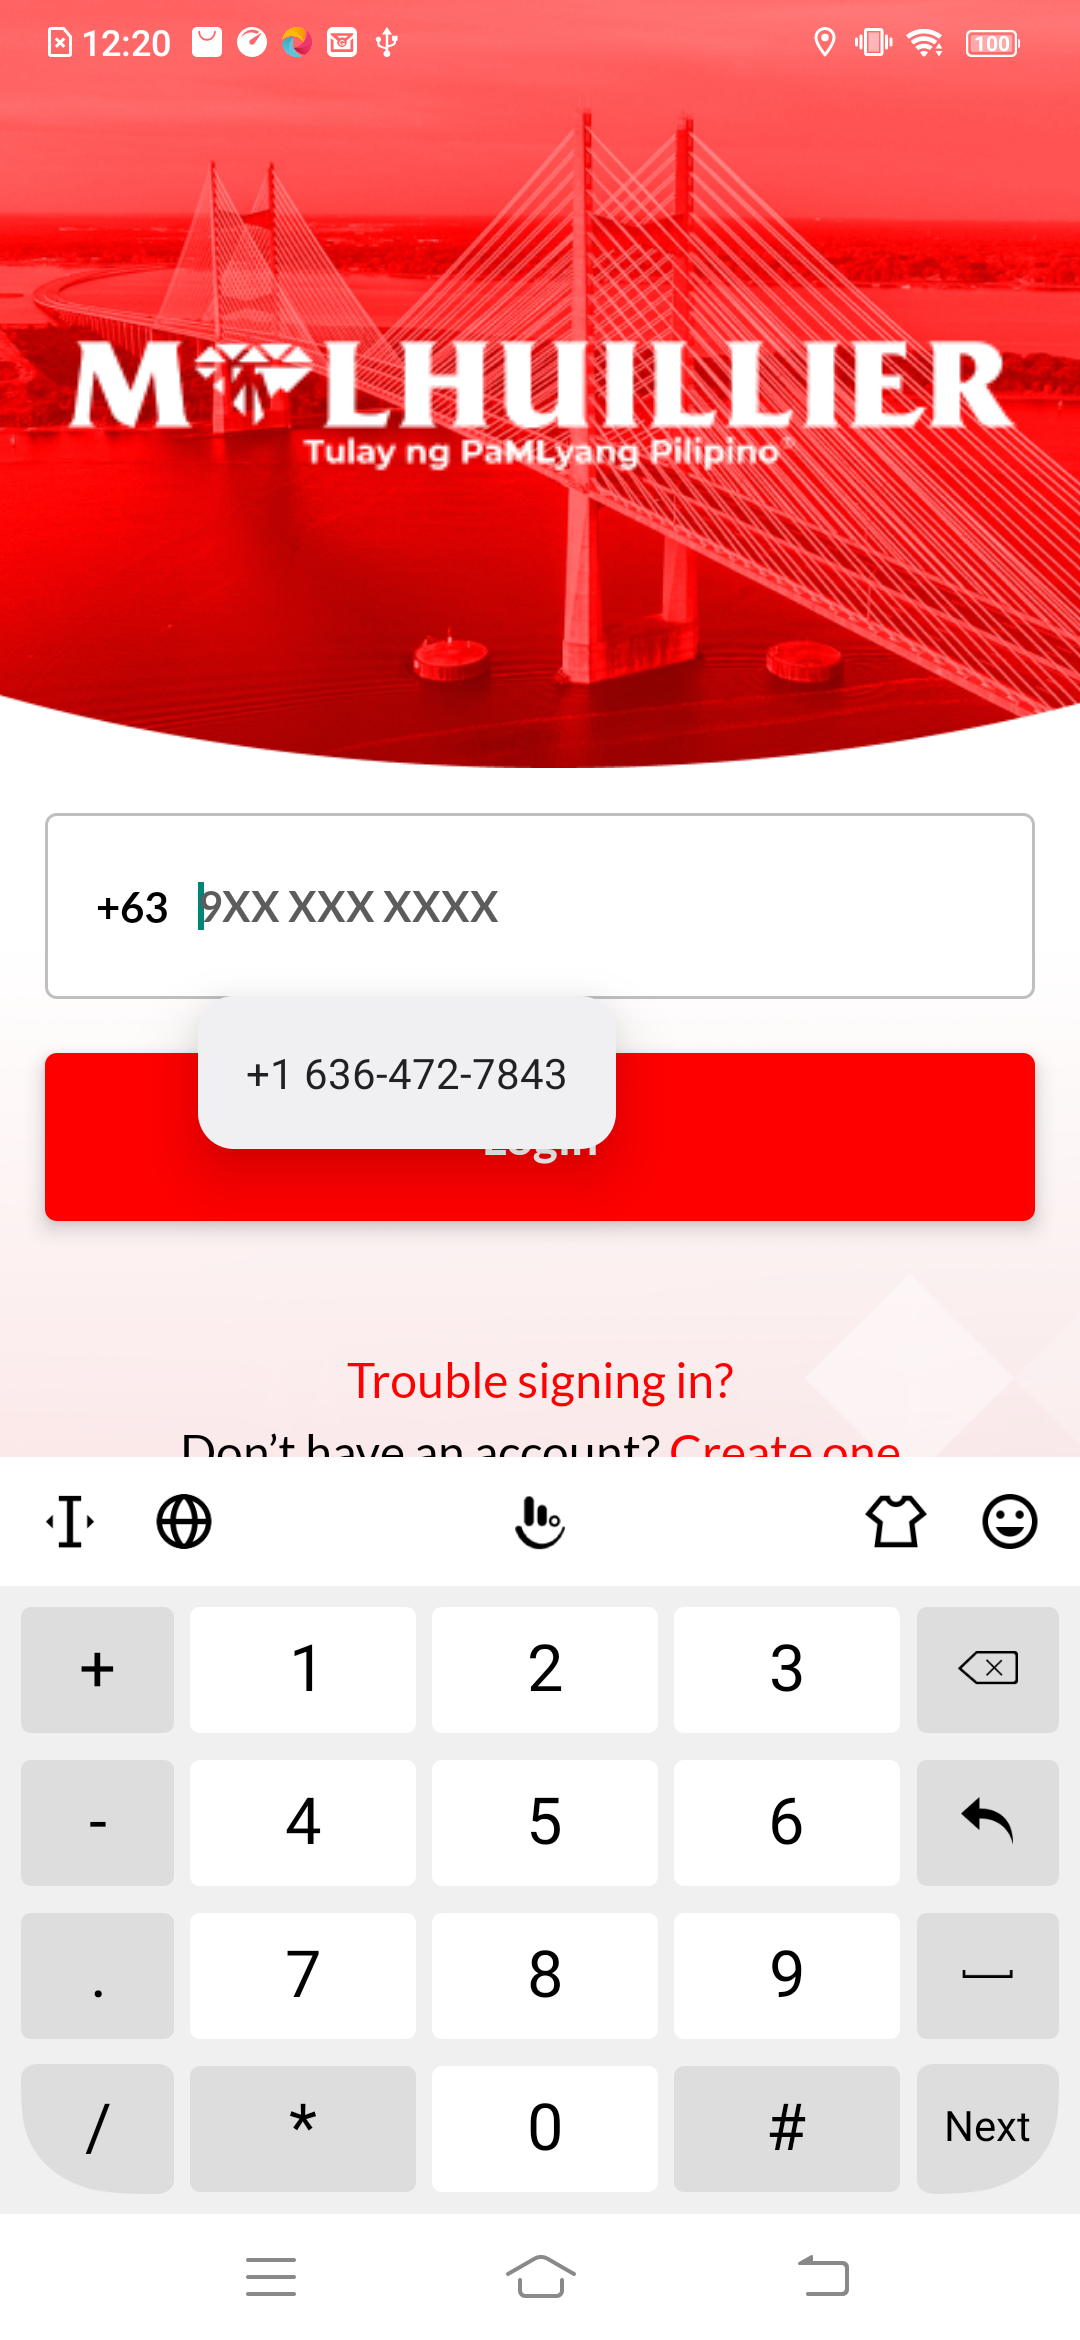 12:20
100
M LHUILLIER
Tulay ng PaMLyang Pilipino
+63 9XX XXX XXXX
+1 636-472-7843
Login
Trouble signing in?
Don't have an account? Create one
+ 1 2 3
- 4 5 6
. 7 8 9
/ * 0 # Next